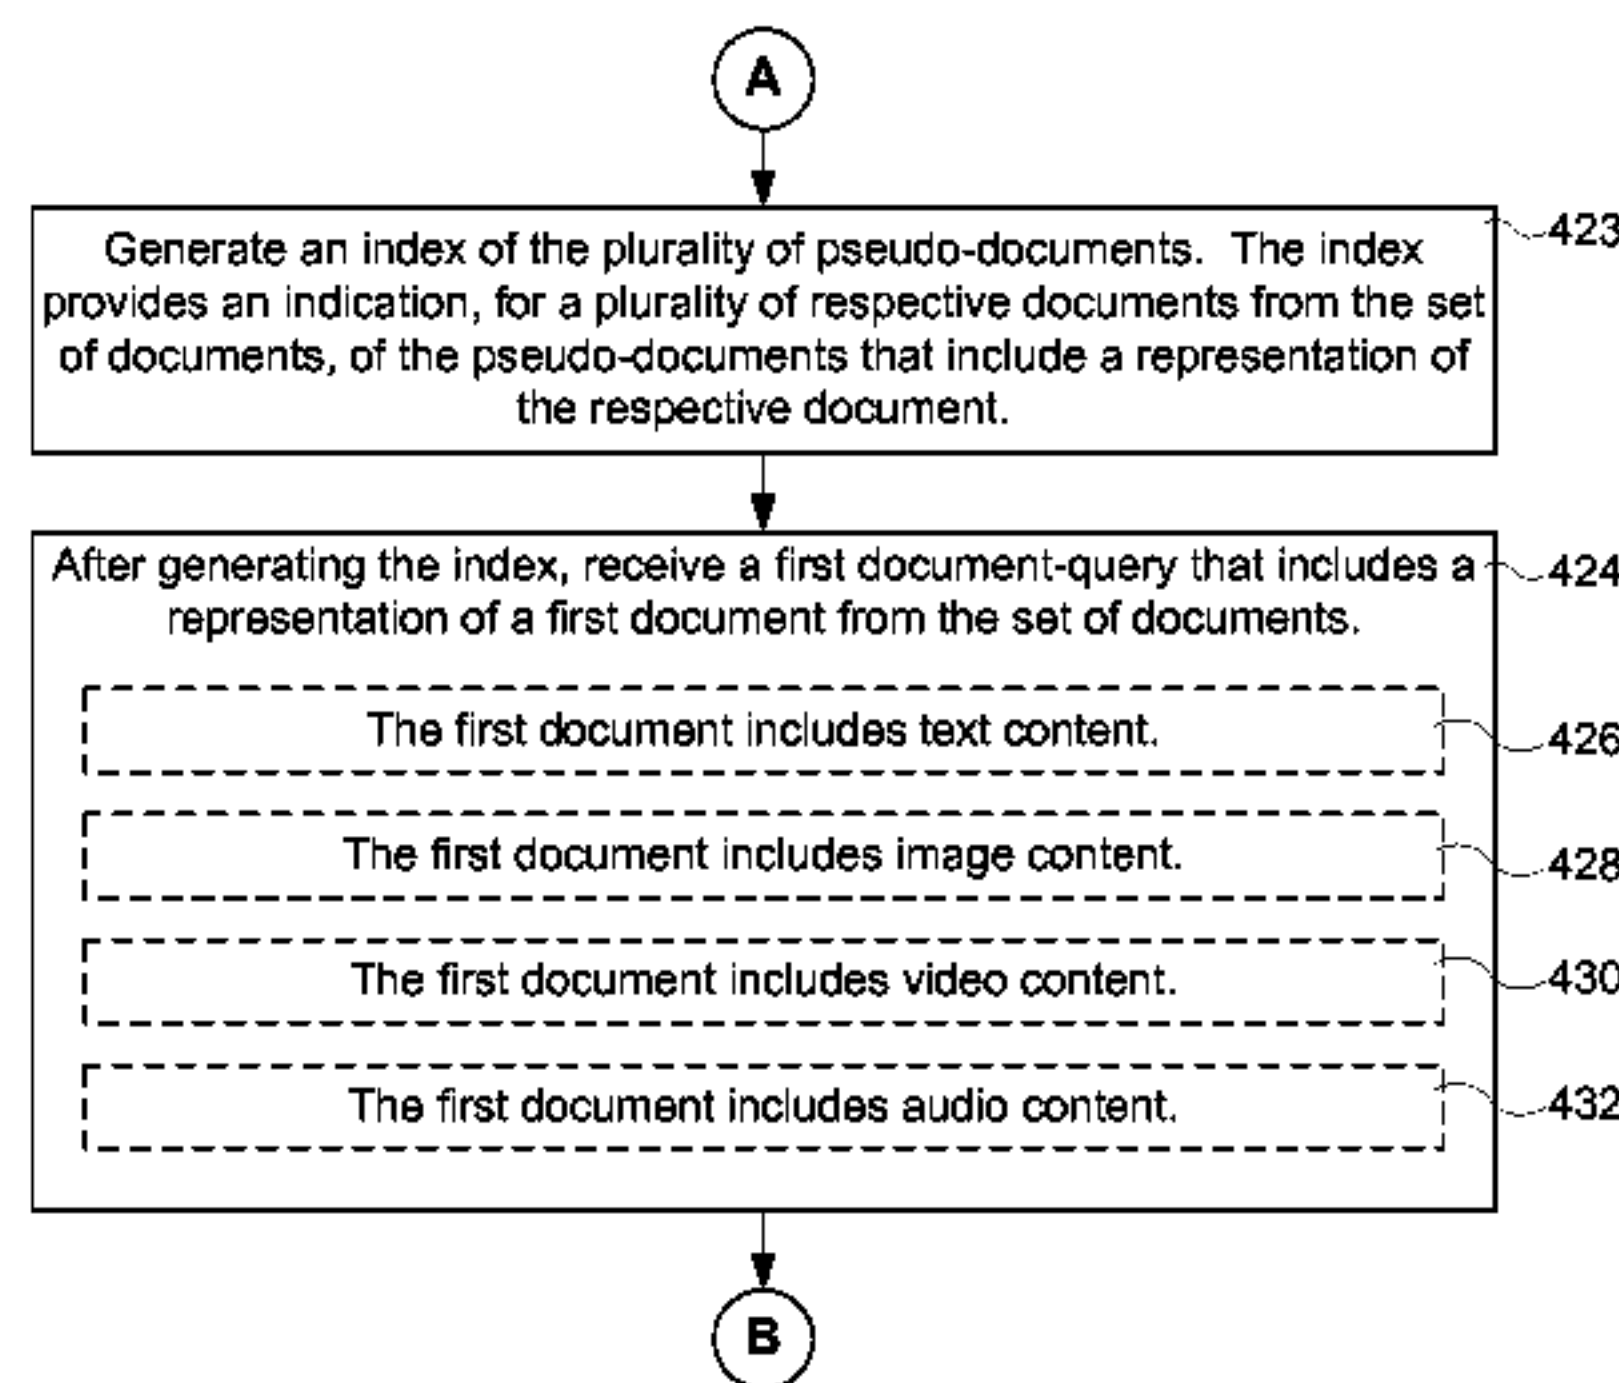 A
Generate an index of the plurality of pseudo-documents. The index
provides an indication, for a plurality of respective documents from the set
of documents, of the pseudo-documents that include a representation of
the respective document.
423
After generating the index, receive a first document-query that includes a
representation of a first document from the set of documents.
424
The first document includes text content.
426
The first document includes image content.
428
The first document includes video content.
430
The first document includes audio content.
432
B